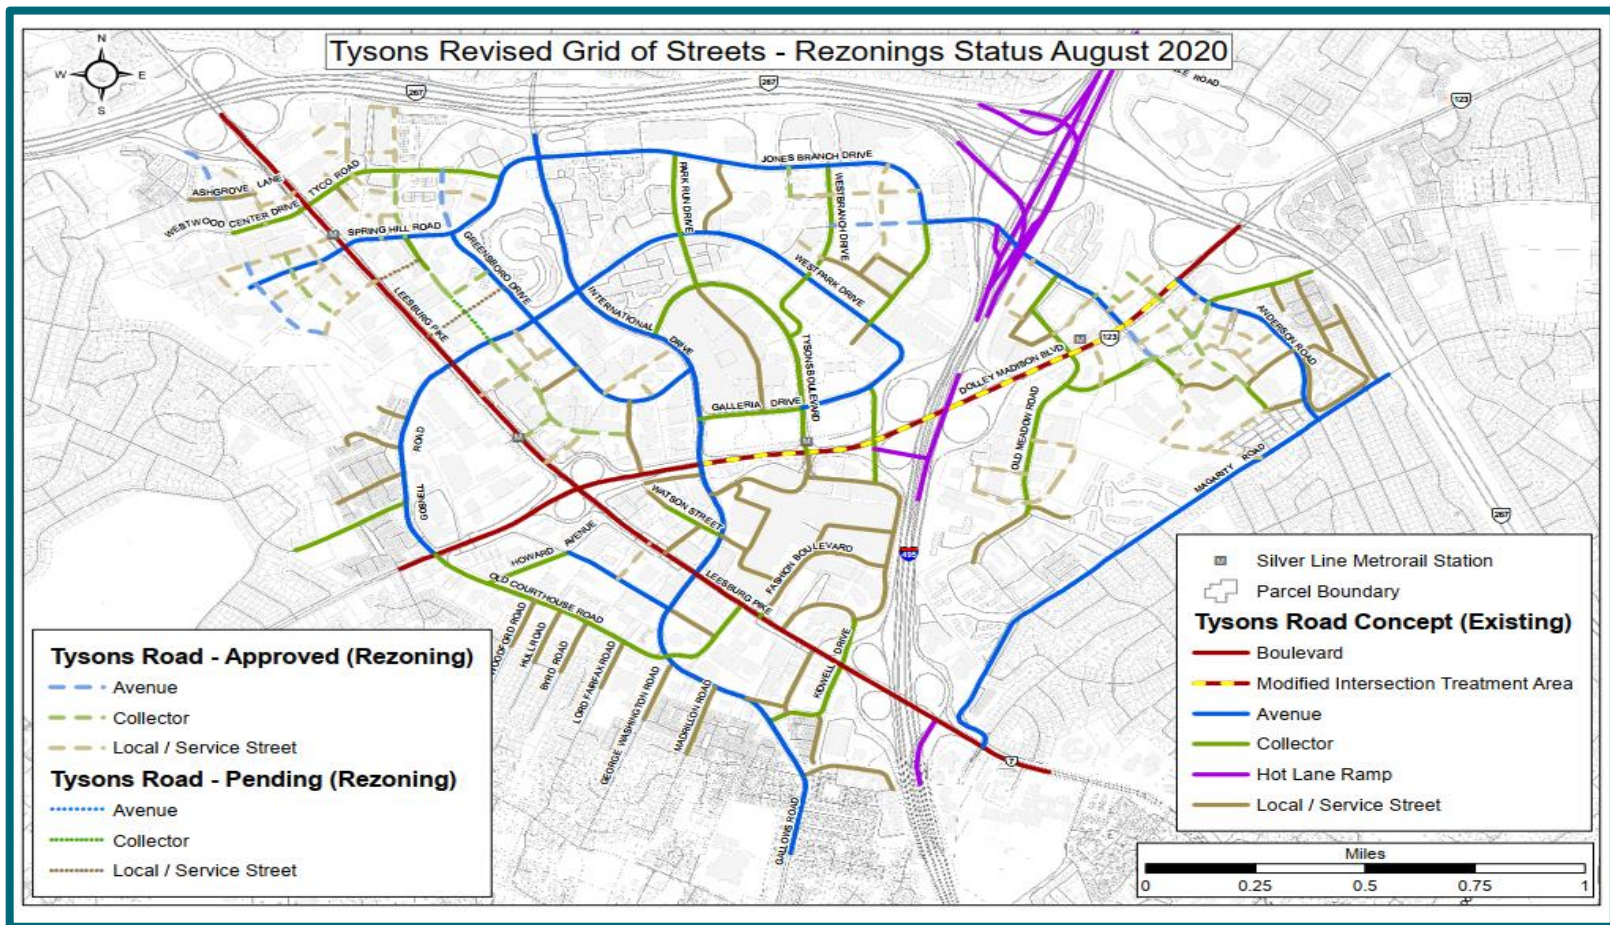 Tysons Revised Grid of Streets - Rezonings Status August 2020
N
W
E
S
267
267
123
ROAD
JONES BRANCH DRIVE
ASHGROVE LANE
TYCO ROAD
WESTWOOD CENTER DRIVE
SPRING HILL ROAD
M
PARK RUN DRIVE
WESTBRANCH DRIVE
GREENSBORO DRIVE
WESTPARK DRIVE
LEESBURG PIKE
INTERNATIONAL
DRIVE
TYSONS BOULEVARD
ANDERSON ROAD
M
123
DOLLEY MADISON BLVD
GALLERIA DRIVE
M
M
OLD MEADOW ROAD
ROAD
GOSNELL
MAGARITY ROAD
WATSON STREET
267
495
HOWARD AVENUE
FASHION BOULEVARD
LEESBURG PIKE
OLD COURTHOUSE ROAD
WOODFORD ROAD
HULL ROAD
BYRD ROAD
LORD FAIRFAX ROAD
GEORGE WASHINGTON ROAD
MADRILLON ROAD
KIDWELL DRIVE
7
GALLOWS ROAD
Tysons Road - Approved (Rezoning)
Avenue
Collector
Local / Service Street
Tysons Road - Pending (Rezoning)
Avenue
Collector
Local / Service Street
M Silver Line Metrorail Station
Parcel Boundary
Tysons Road Concept (Existing)
Boulevard
Modified Intersection Treatment Area
Avenue
Collector
Hot Lane Ramp
Local / Service Street
Miles
0 0.25 0.5 0.75 1